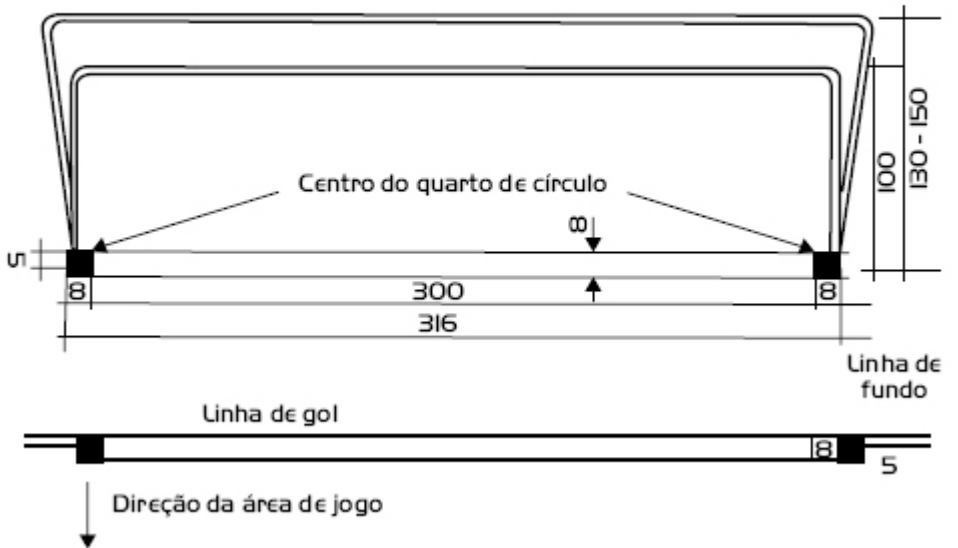 Centro do quarto de círculo
8
100
130 - 150
5
8
300
8
316
Linha de
fundo
Linha de gol
8
5
Direção da área de jogo